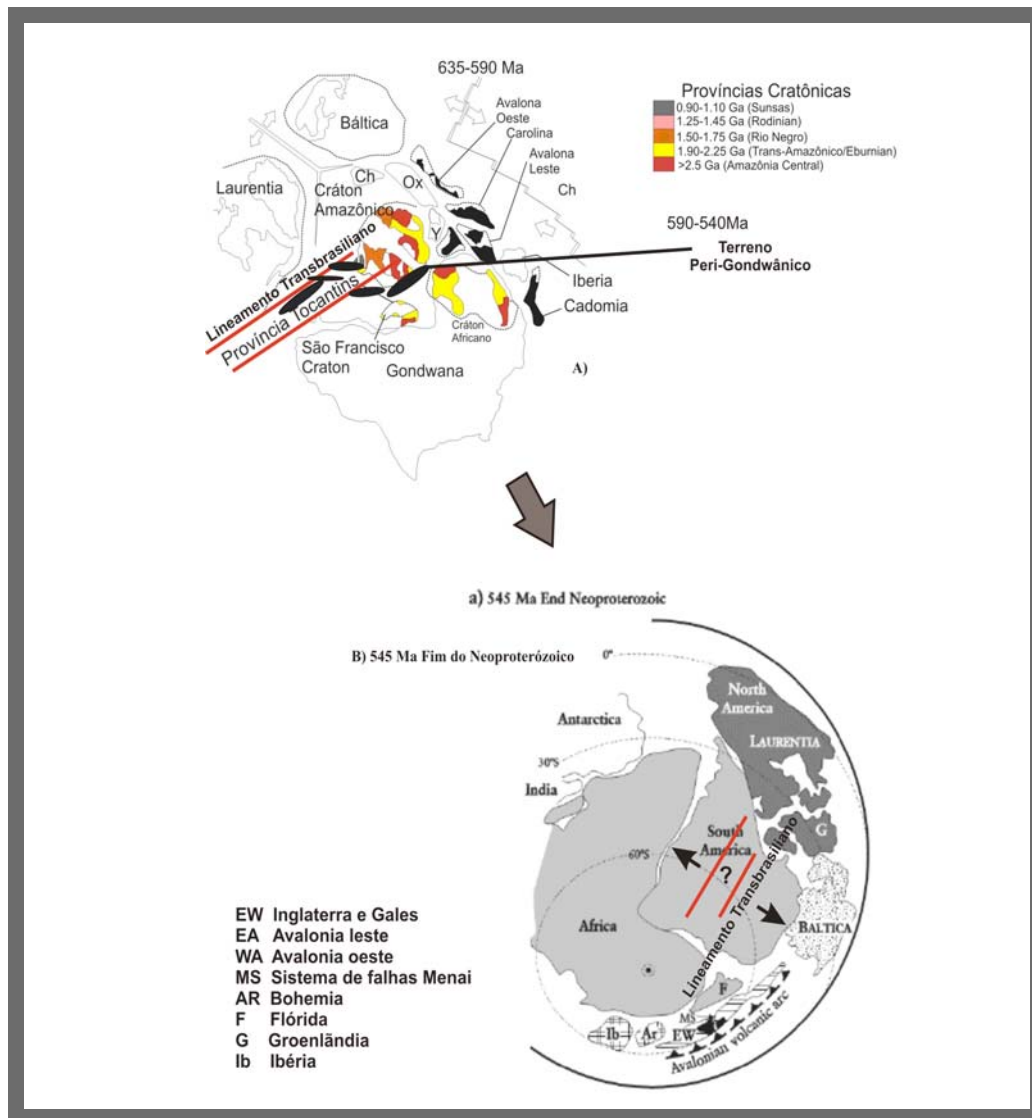 635-590 Ma
Províncias Cratônicas
0.90-1.10 Ga (Sunsas)
1.25-1.45 Ga (Rodinian)
1.50-1.75 Ga (Rio Negro)
1.90-2.25 Ga (Trans-Amazônico/Eburnian)
>2.5 Ga (Amazônia Central)
Avalona
Oeste
Carolina
Avalona
Leste
Báltica
Laurentia
Ch
Ox
Ch
Cráton
Amazônico
Y
590-540Ma
Terreno
Peri-Gondwânico
Lineamento Transbrasiliano
Província Tocantins
Iberia
Cadomia
São Francisco
Craton
Cráton
Africano
Gondwana
A)
a) 545 Ma End Neoproterozoic
B) 545 Ma Fim do Neoproterózoico
0º
North
America
LAURENTIA
Antarctica
30ºS
India
South
America
G
60ºS
?
Lineamento Transbrasiliano
Africa
BALTICA
F
MS
Ib
Ar
EW
Avalonian volcanic arc
EW Inglaterra e Gales
EA Avalonia leste
WA Avalonia oeste
MS Sistema de falhas Menai
AR Bohemia
F Flórida
G Groenlãndia
Ib Ibéria